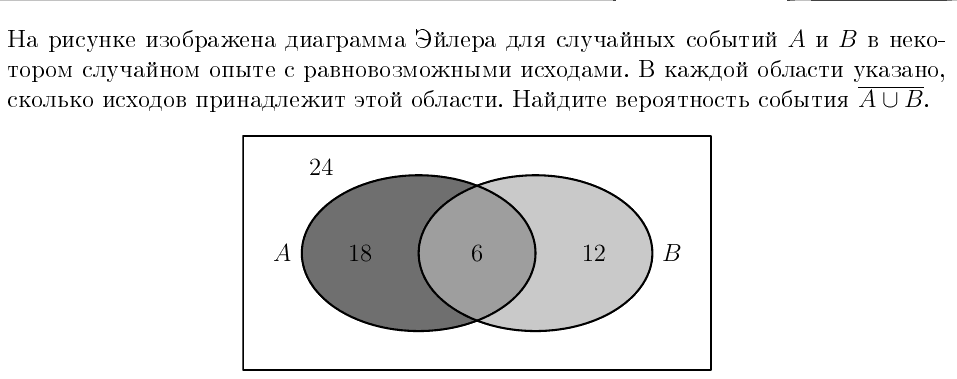 На рисунке изображена диаграмма Эйлера для случайных событий A и B в неко-
тором случайном опыте с равновозможными исходами. В каждой области указано,
сколько исходов принадлежит этой области. Найдите вероятность события A̅ ̅∪̅ ̅B̅.
24
A 18 6 12 B